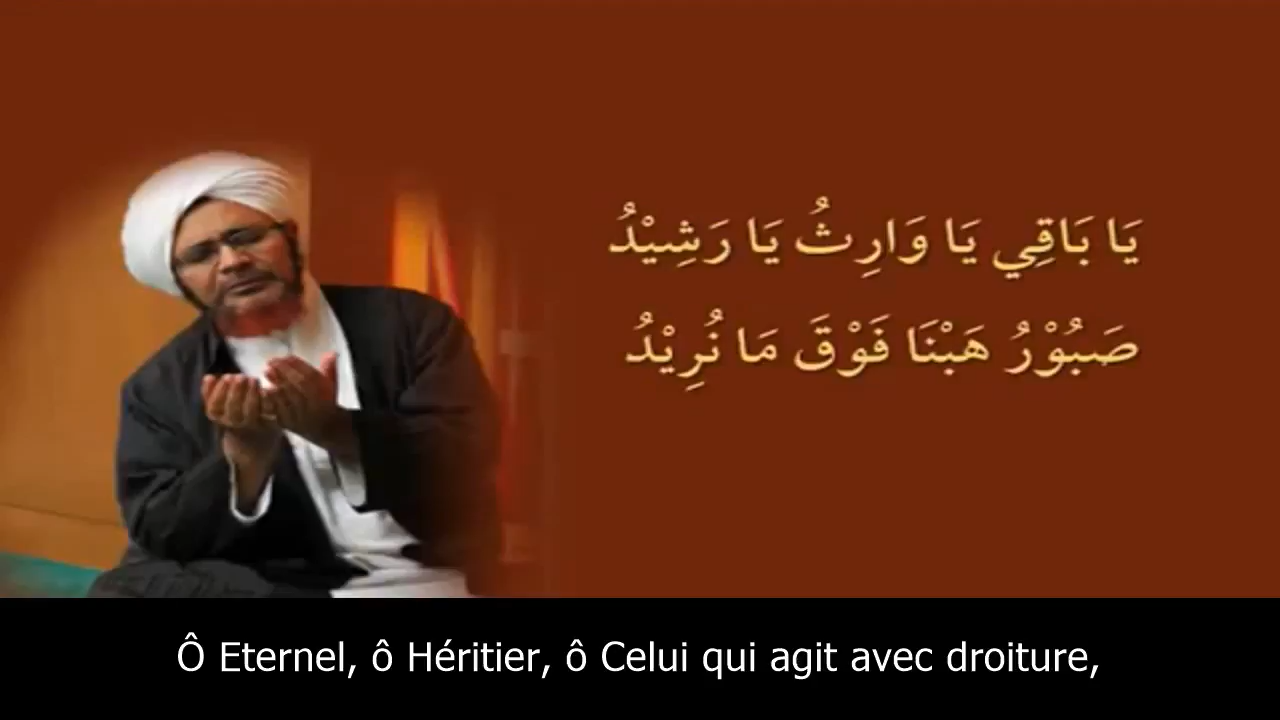 يَا بَاقِي يَا وَارِثُ يَا رَشِيْدُ
صَبُوْرُ هَبْنَا فَوْقَ مَا نُرِيْدُ
Ô Eternel, ô Héritier, ô Celui qui agit avec droiture,